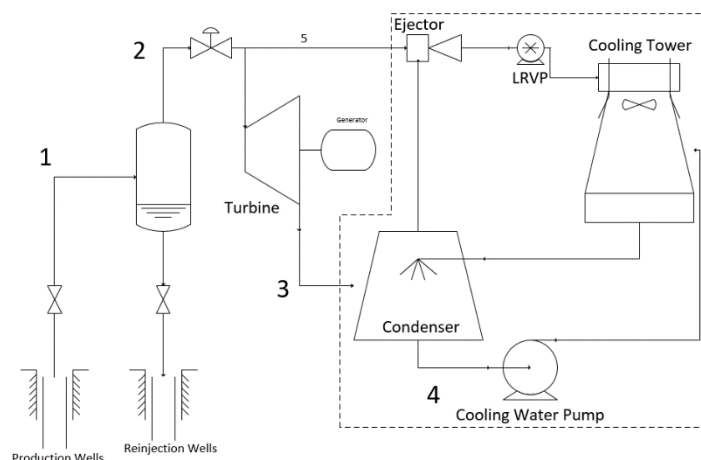 Ejector
2
5
Cooling Tower
LRVP
Generator
1
Turbine
3
Condenser
4
Cooling Water Pump
Production Wells
Reinjection Wells